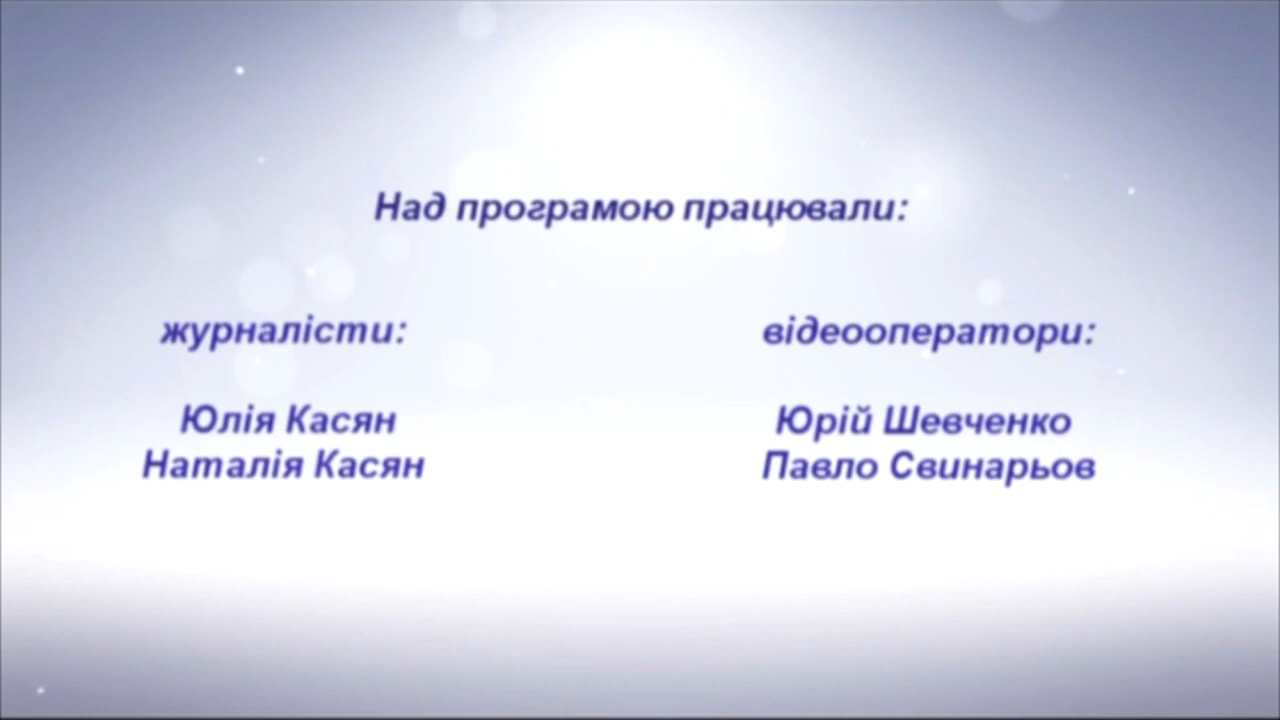 Над програмою працювали:
журналісти:
Юлія Касян
Наталія Касян
відеооператори:
Юрій Шевченко
Павло Свинарьов